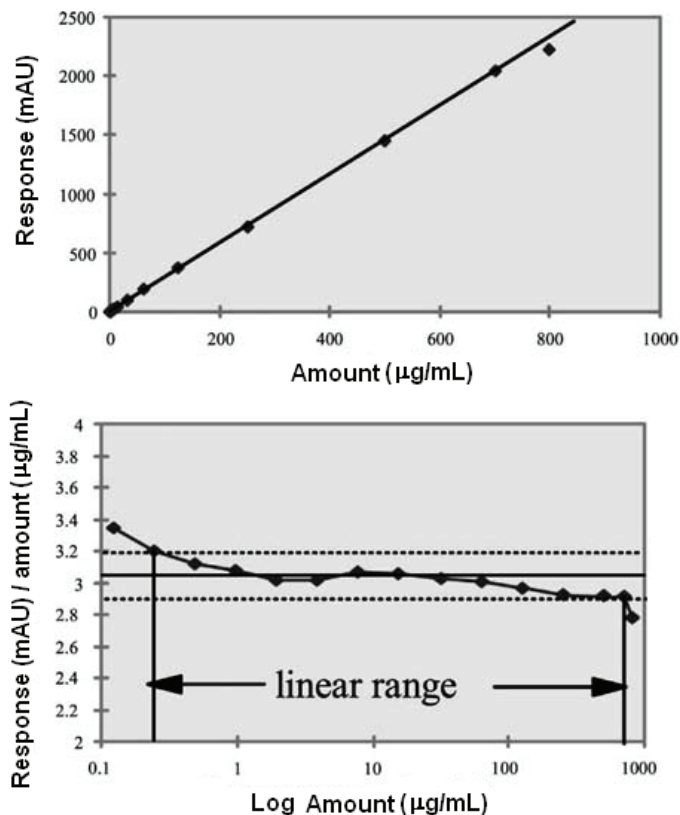 Response (mAU)
2500
2000
1500
1000
500
0
0 200 400 600 800 1000
Amount (µg/mL)
Response (mAU) / amount (µg/mL)
4
3.8
3.6
3.4
3.2
3
2.8
2.6
2.4
2.2
2
linear range
0.1 1 10 100 1000
Log Amount (µg/mL)